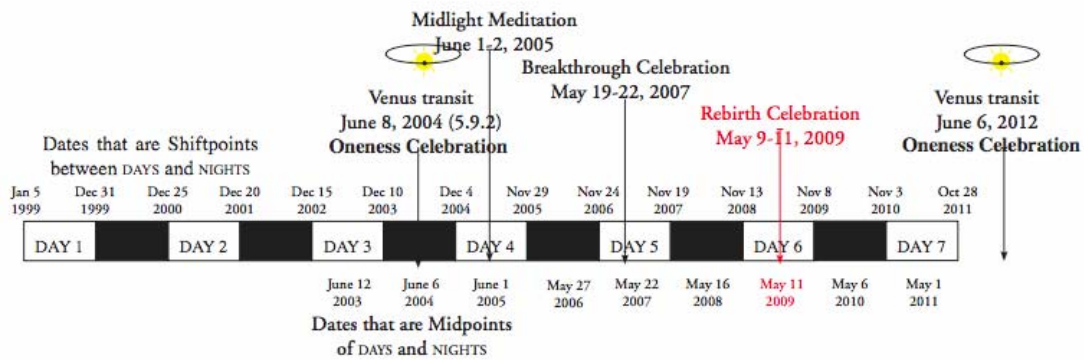 Midlight Meditation
June 1-2, 2005
Breakthrough Celebration
May 19-22, 2007
Venus transit
June 8, 2004 (5.9.2)
Oneness Celebration
Rebirth Celebration
May 9-11, 2009
Venus transit
June 6, 2012
Oneness Celebration
Dates that are Shiftpoints
between DAYS and NIGHTS
Jan 5 Dec 31 Dec 25 Dec 20 Dec 15 Dec 10 Dec 4 Nov 29 Nov 24 Nov 19 Nov 13 Nov 8 Nov 3 Oct 28
1999 1999 2000 2001 2002 2003 2004 2005 2006 2007 2008 2009 2010 2011
DAY 1 DAY 2 DAY 3 DAY 4 DAY 5 DAY 6 DAY 7
June 12 June 6 June 1 May 27 May 22 May 16 May 11 May 6 May 1
2003 2004 2005 2006 2007 2008 2009 2010 2011
Dates that are Midpoints
of DAYS and NIGHTS